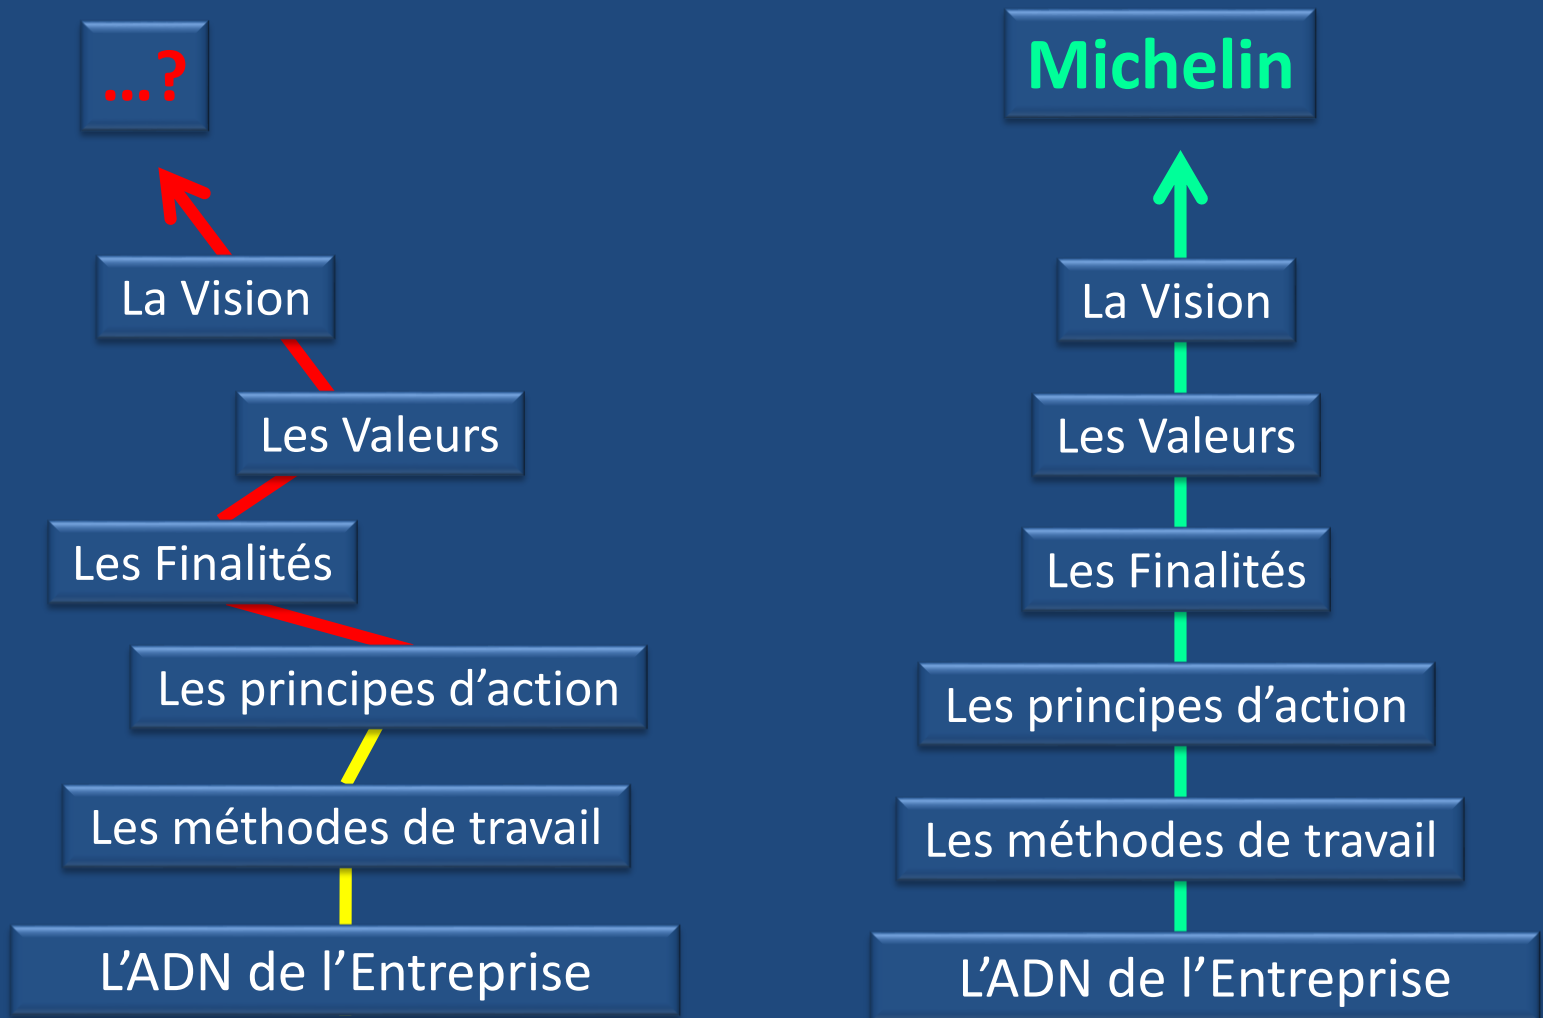 ...?
La Vision
Les Valeurs
Les Finalités
Les principes d’action
Les méthodes de travail
L’ADN de l’Entreprise
Michelin
La Vision
Les Valeurs
Les Finalités
Les principes d’action
Les méthodes de travail
L’ADN de l’Entreprise